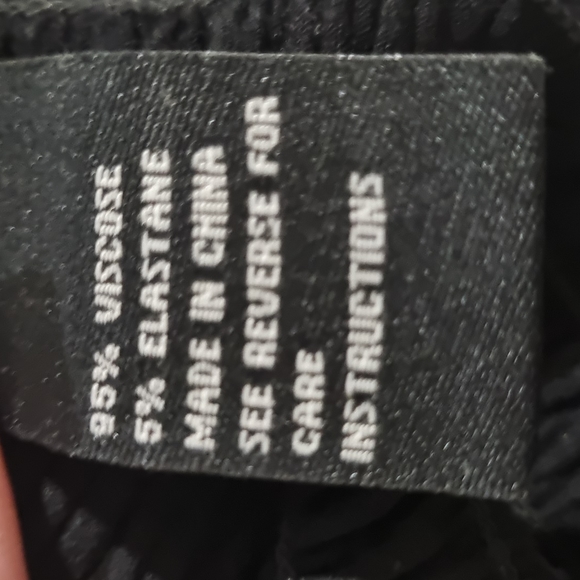 95% VISCOSE
5% ELASTANE
MADE IN CHINA
SEE REVERSE FOR
CARE
INSTRUCTIONS